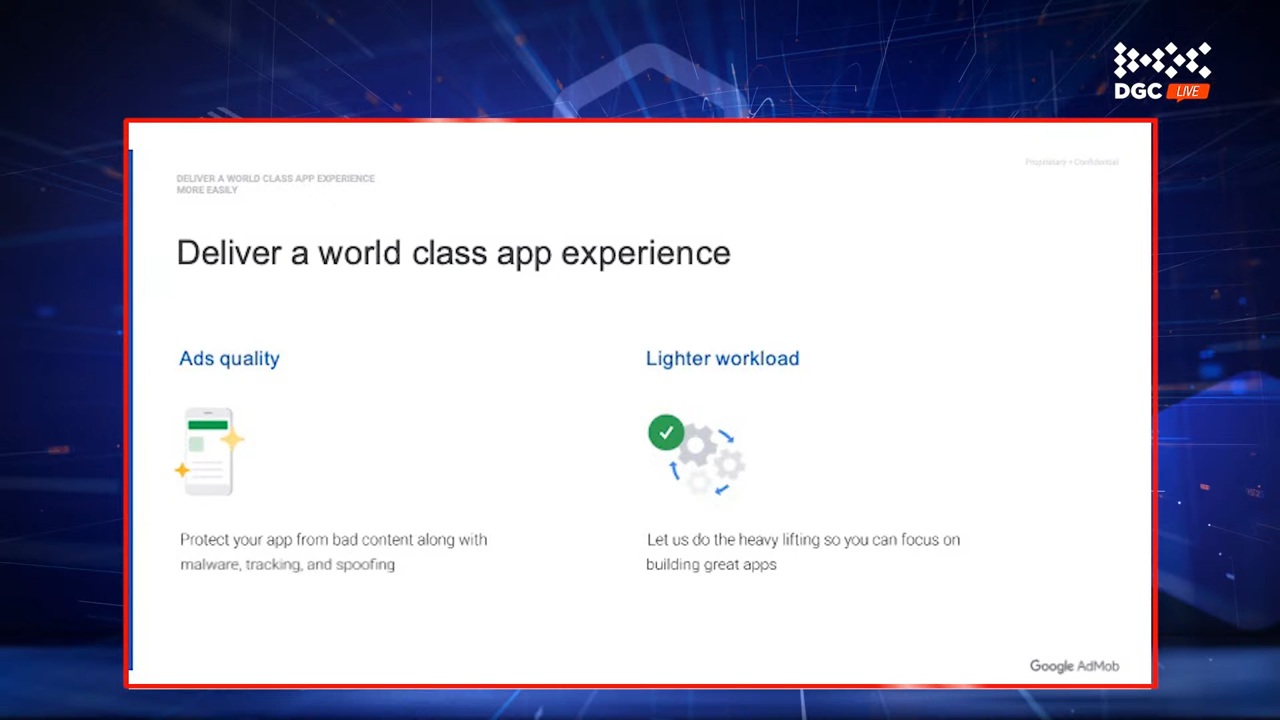 DGC LIVE
Proprietary + Confidential
DELIVER A WORLD CLASS APP EXPERIENCE
MORE EASILY
Deliver a world class app experience
Ads quality
Protect your app from bad content along with
malware, tracking, and spoofing
Lighter workload
Let us do the heavy lifting so you can focus on
building great apps
Google AdMob